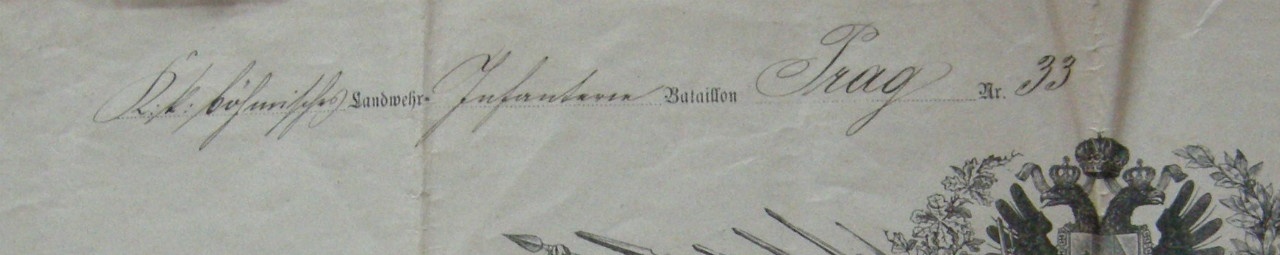 K. k. böhmisches Landwehr- Infanterie Bataillon Prag Nr. 33